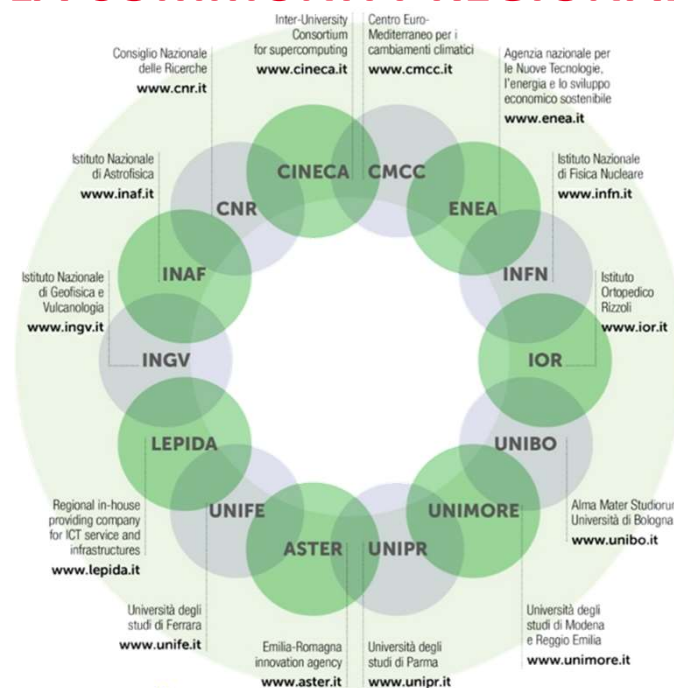 LA COMMUNITY REGIONAL
Inter-University
Consortium
for supercomputing
www.cineca.it
Centro Euro-
Mediterraneo per i
cambiamenti climatici
www.cmcc.it
Consiglio Nazionale
delle Ricerche
www.cnr.it
Agenzia nazionale per
le Nuove Tecnologie,
l'energia e lo sviluppo
economico sostenibile
www.enea.it
Istituto Nazionale
di Astrofisica
www.inaf.it
Istituto Nazionale
di Fisica Nucleare
www.infn.it
CINECA
CMCC
CNR
ENEA
INAF
INFN
Istituto Nazionale
di Geofisica e
Vulcanologia
www.ingv.it
Istituto
Ortopedico
Rizzoli
www.ior.it
INGV
IOR
LEPIDA
UNIBO
UNIFE
UNIMORE
ASTER
UNIPR
Regional in-house
providing company
for ICT service and
infrastructures
www.lepida.it
Alma Mater Studioru
Università di Bologna
www.unibo.it
Università degli
studi di Ferrara
www.unife.it
Emilia-Romagna
innovation agency
www.aster.it
Università degli
studi di Parma
www.unipr.it
Università degli
studi di Modena
e Reggio Emilia
www.unimore.it